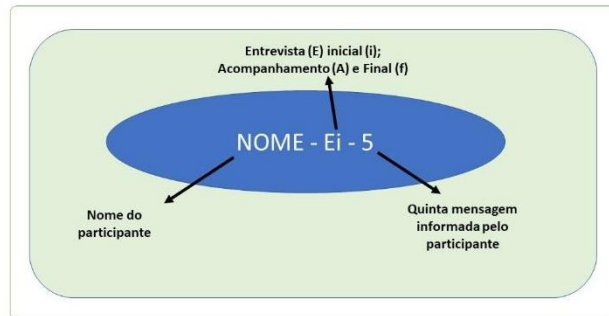 Entrevista (E) inicial (i);
Acompanhamento (A) e Final (f)
NOME - Ei - 5
Nome do
participante
Quinta mensagem
informada pelo
participante